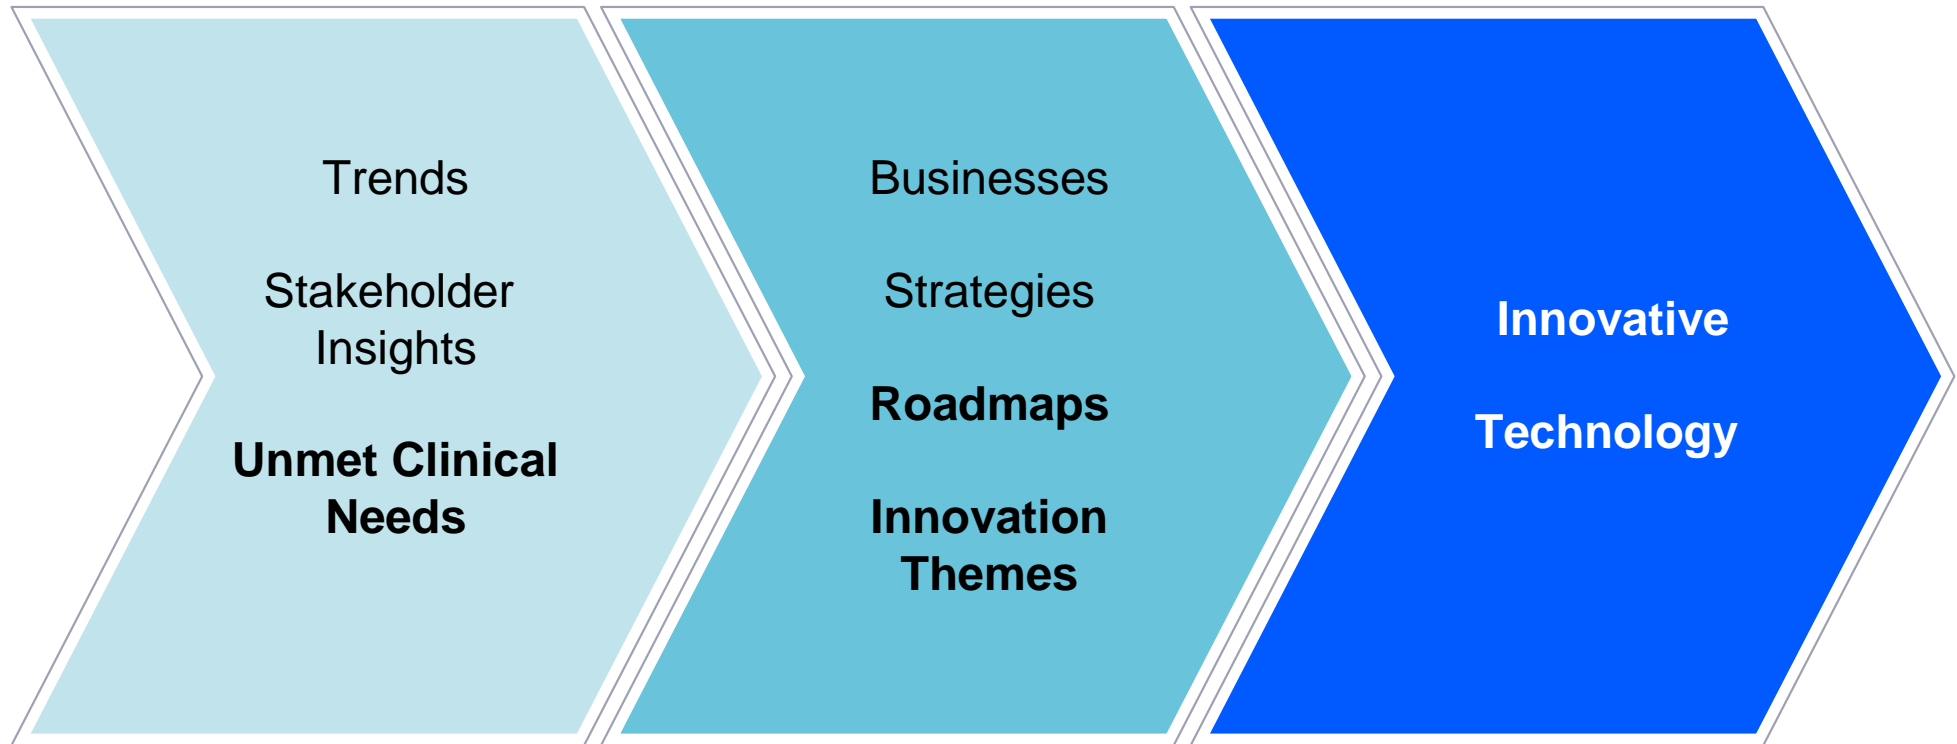 Trends
Stakeholder
Insights
Unmet Clinical
Needs
Businesses
Strategies
Roadmaps
Innovation
Themes
Innovative
Technology